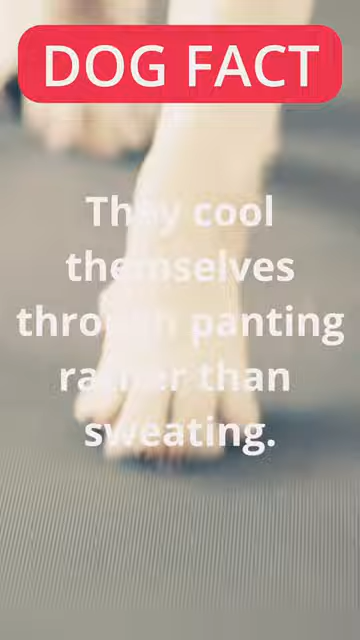 DOG FACT
They cool
themselves
through panting
rather than
sweating.